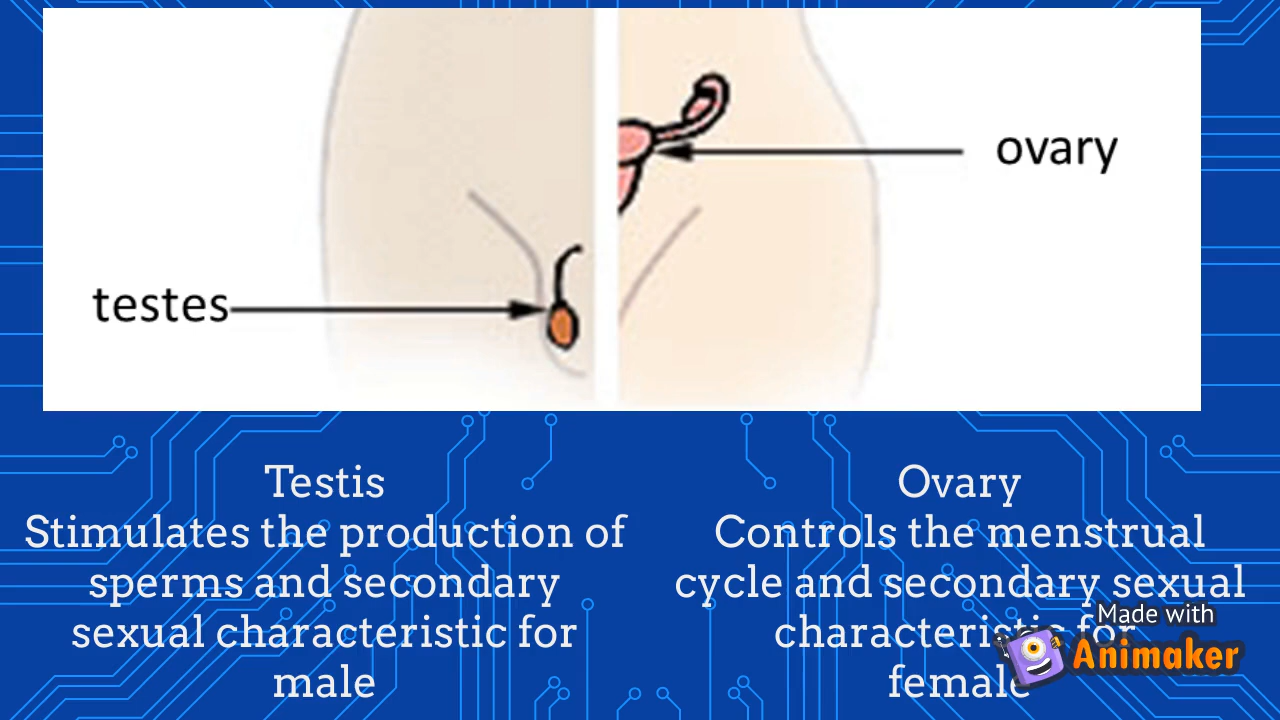 ovary
testes
Testis
Stimulates the production of
sperms and secondary
sexual characteristic for
male
Ovary
Controls the menstrual
cycle and secondary sexual
characteristic for
female
Made with
Animaker